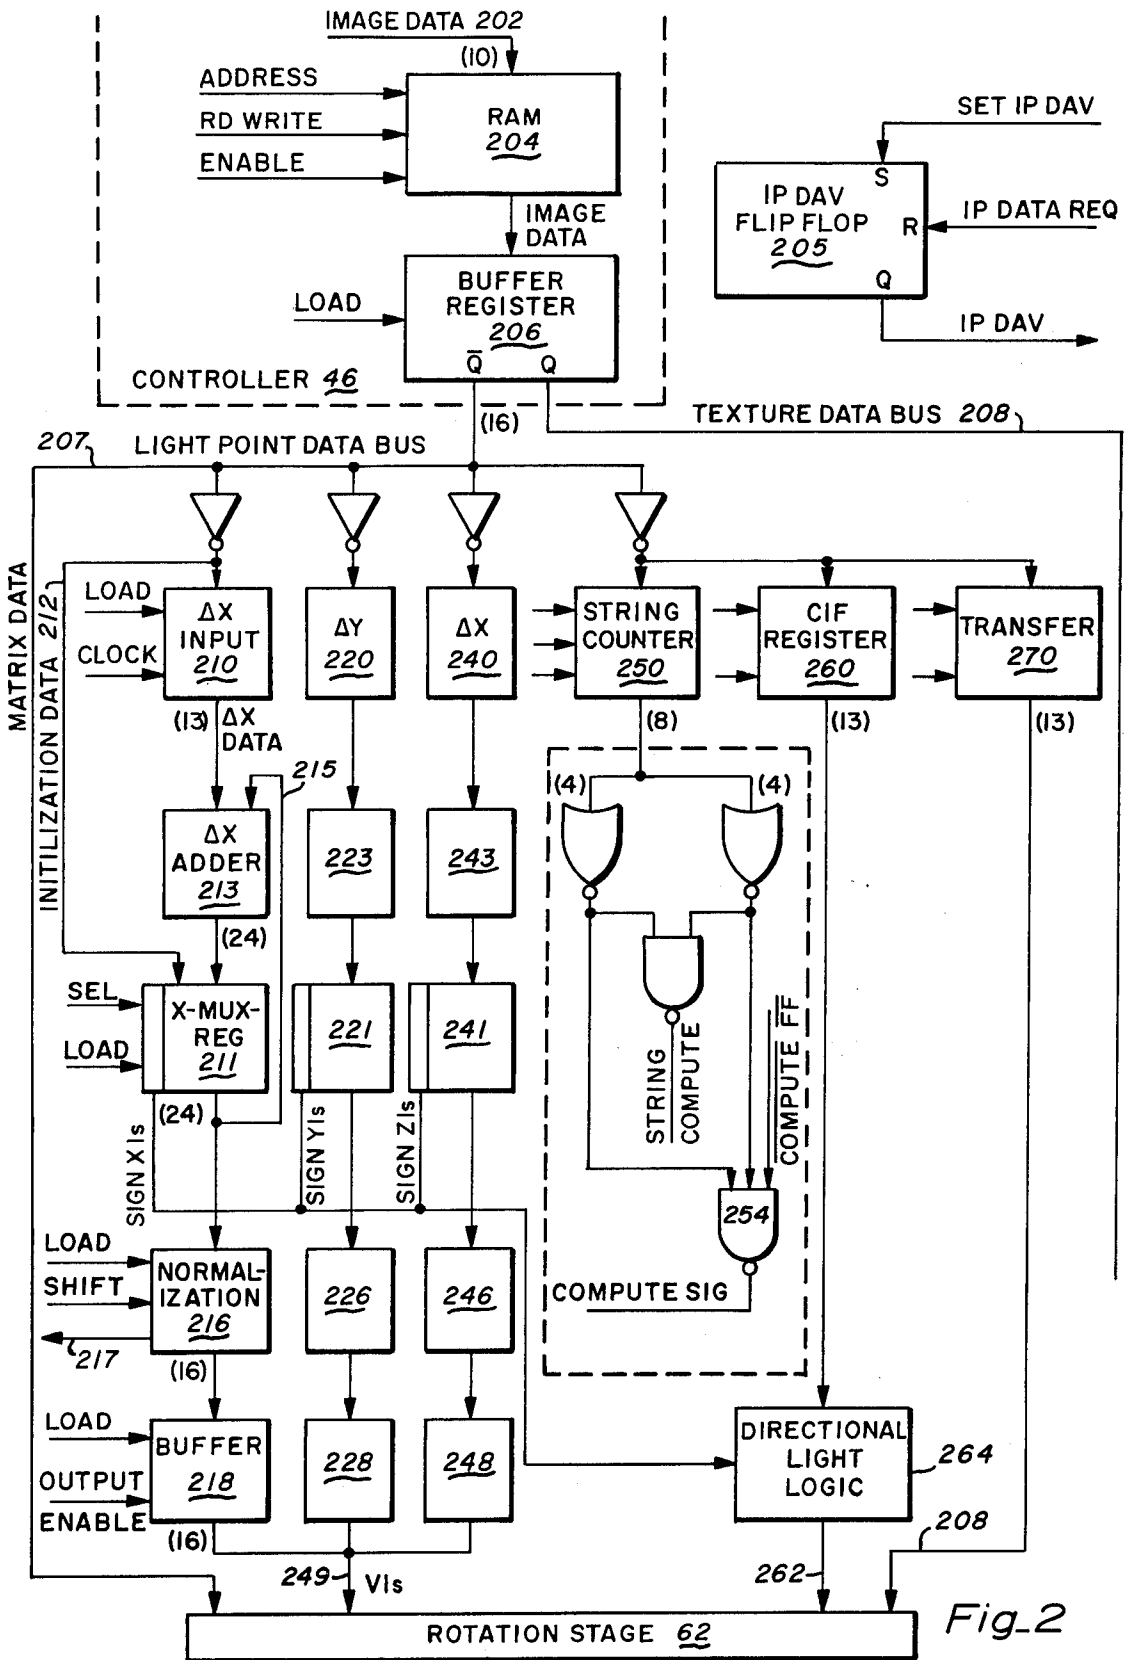 IMAGE DATA 202
(10)
ADDRESS
RD WRITE
ENABLE
RAM
204
IMAGE
DATA
SET IP DAV
S
IP DAV
FLIP FLOP
205
R
IP DATA REQ
Q
IP DAV
LOAD
BUFFER
REGISTER
206
Q̅ Q
CONTROLLER 46
(16)
TEXTURE DATA BUS 208
207
LIGHT POINT DATA BUS
MATRIX DATA
INITILIZATION DATA 212
LOAD
CLOCK
ΔX
INPUT
210
ΔY
220
ΔX
240
STRING
COUNTER
250
CIF
REGISTER
260
TRANSFER
270
(13)
ΔX
DATA
(8)
(13)
(13)
215
(4)
(4)
ΔX
ADDER
213
223
243
(24)
SEL
LOAD
X-MUX-
REG
211
221
241
(24)
SIGN XIs
SIGN YIs
SIGN ZIs
STRING
COMPUTE
COMPUTE FF
254
COMPUTE SIG
LOAD
SHIFT
217
NORMAL-
IZATION
216
226
246
(16)
LOAD
OUTPUT
ENABLE
BUFFER
218
228
248
(16)
DIRECTIONAL
LIGHT
LOGIC
264
208
249
VIs
262
ROTATION STAGE 62
Fig_2